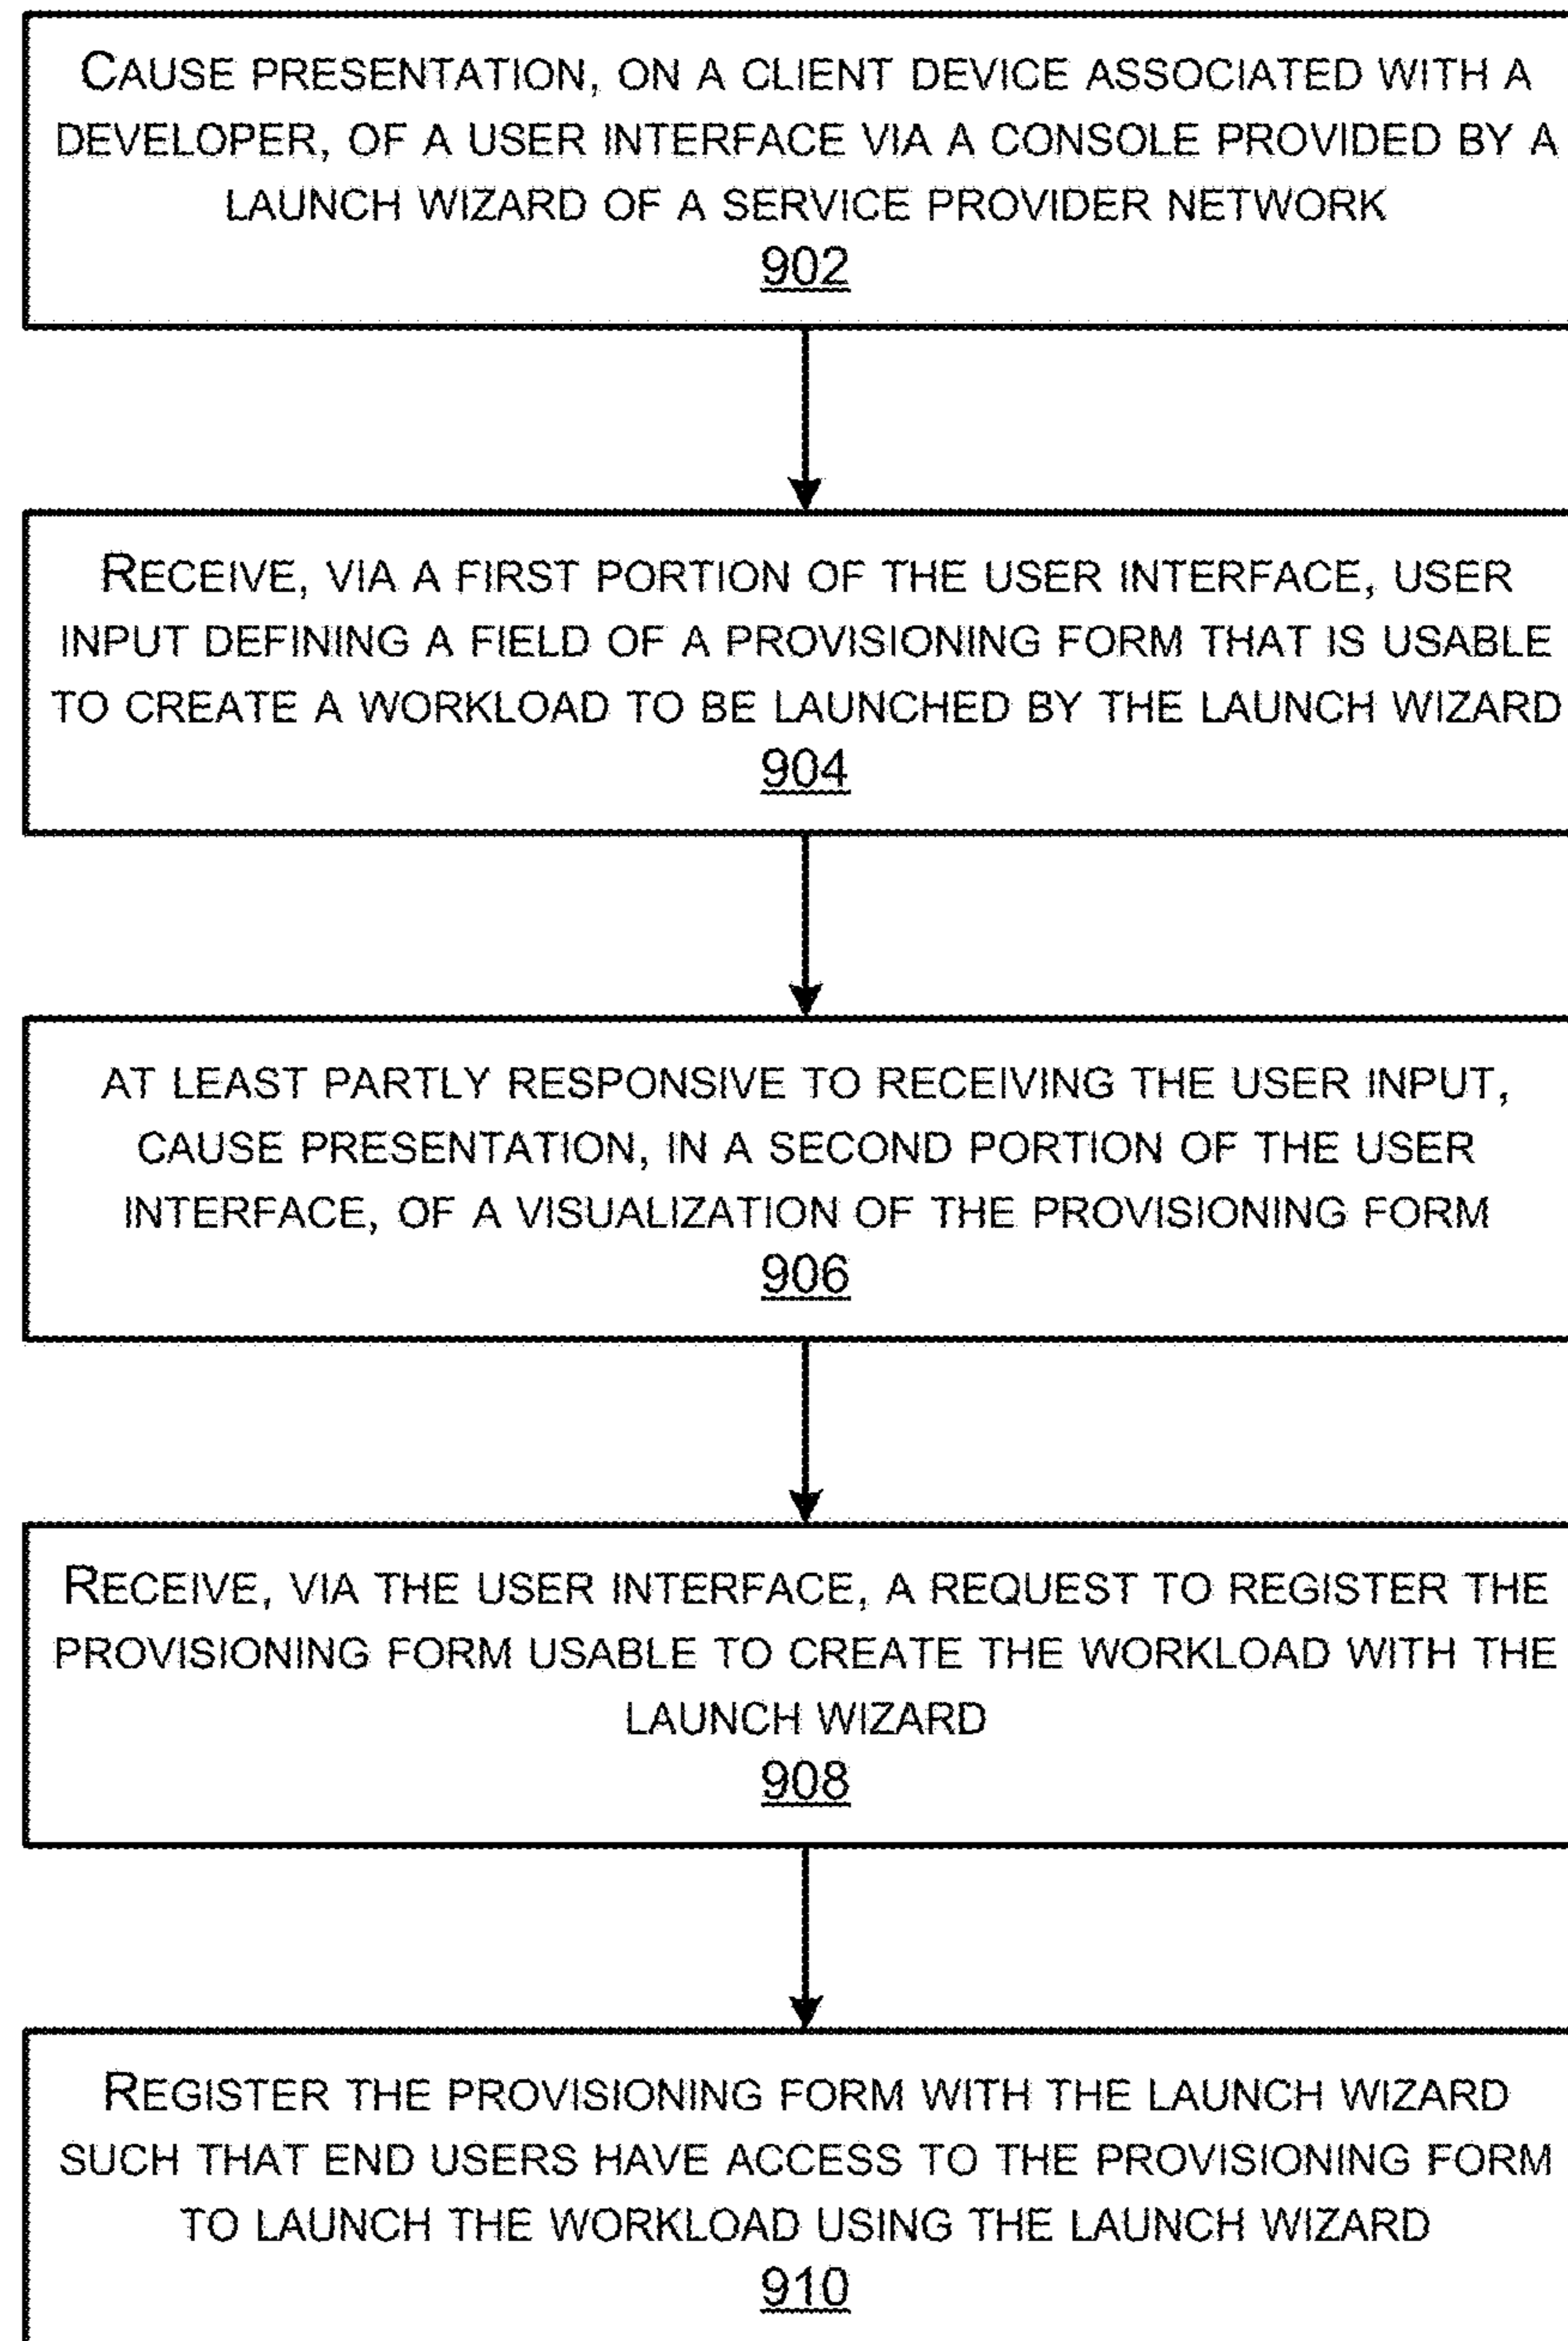 CAUSE PRESENTATION, ON A CLIENT DEVICE ASSOCIATED WITH A
DEVELOPER, OF A USER INTERFACE VIA A CONSOLE PROVIDED BY A
LAUNCH WIZARD OF A SERVICE PROVIDER NETWORK
902
RECEIVE, VIA A FIRST PORTION OF THE USER INTERFACE, USER
INPUT DEFINING A FIELD OF A PROVISIONING FORM THAT IS USABLE
TO CREATE A WORKLOAD TO BE LAUNCHED BY THE LAUNCH WIZARD
904
AT LEAST PARTLY RESPONSIVE TO RECEIVING THE USER INPUT,
CAUSE PRESENTATION, IN A SECOND PORTION OF THE USER
INTERFACE, OF A VISUALIZATION OF THE PROVISIONING FORM
906
RECEIVE, VIA THE USER INTERFACE, A REQUEST TO REGISTER THE
PROVISIONING FORM USABLE TO CREATE THE WORKLOAD WITH THE
LAUNCH WIZARD
908
REGISTER THE PROVISIONING FORM WITH THE LAUNCH WIZARD
SUCH THAT END USERS HAVE ACCESS TO THE PROVISIONING FORM
TO LAUNCH THE WORKLOAD USING THE LAUNCH WIZARD
910